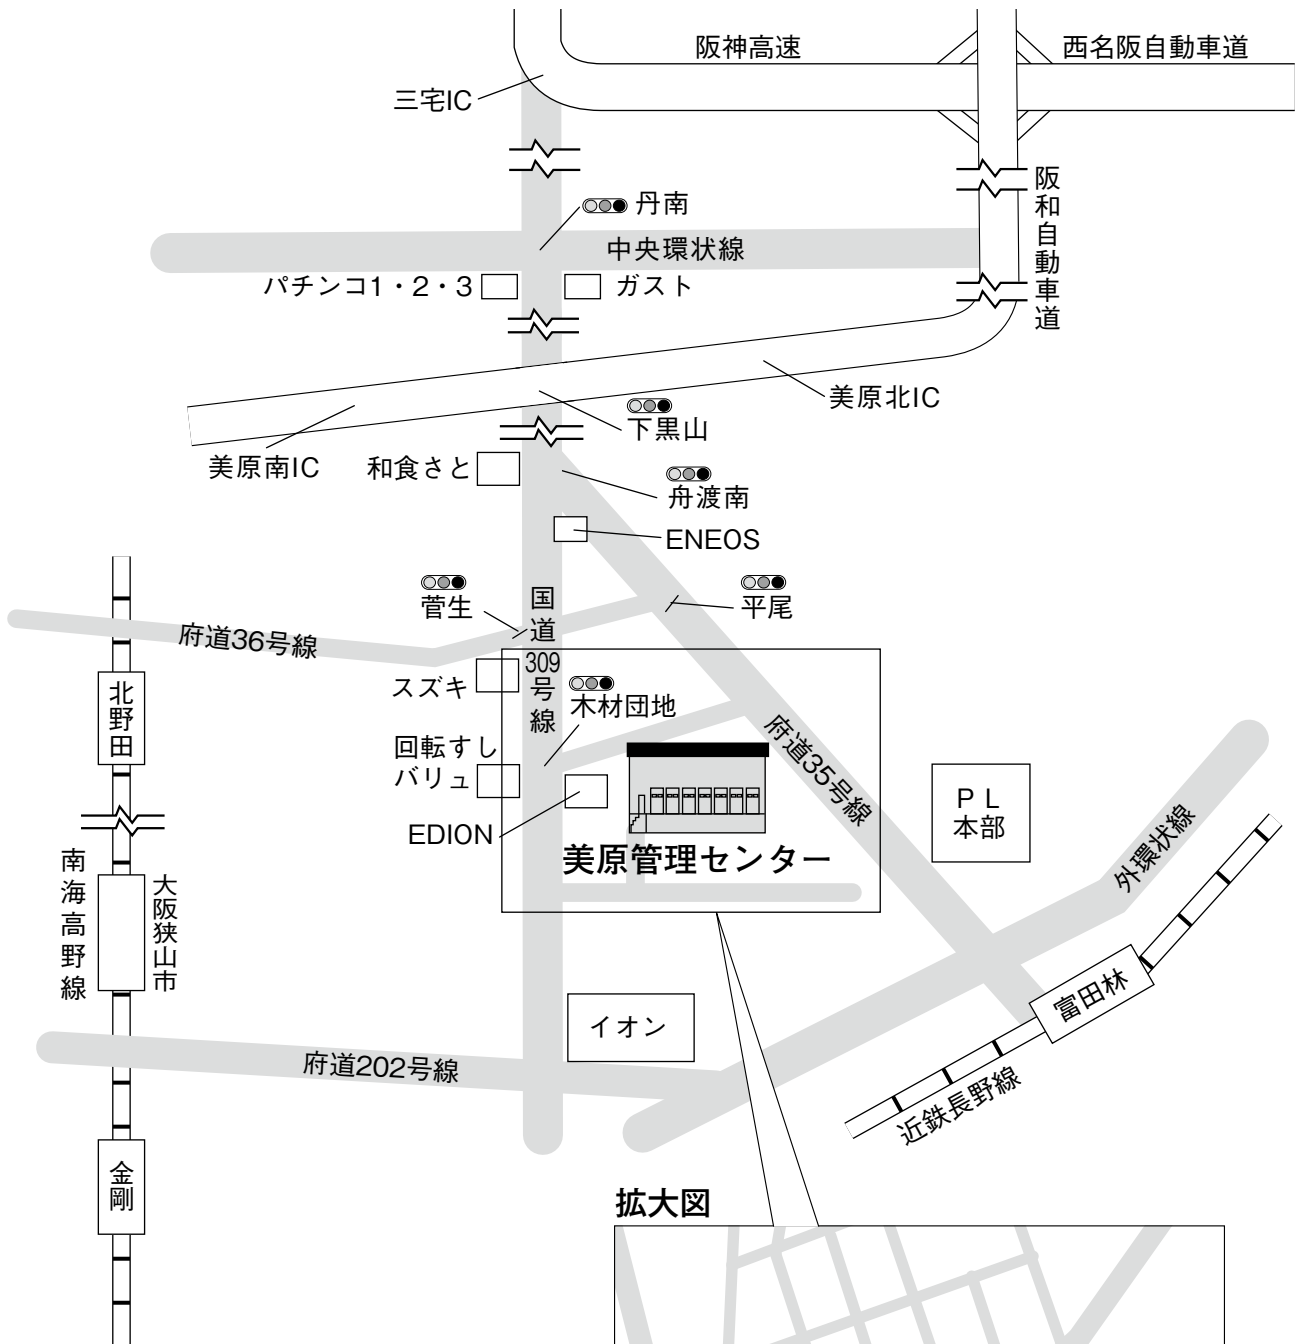 阪神高速
西名阪自動車道
三宅IC
阪和自動車道
丹南
中央環状線
パチンコ1・2・3
ガスト
美原北IC
下黒山
美原南IC
和食さと
舟渡南
ENEOS
菅生
平尾
国道309号線
府道36号線
スズキ
木材団地
北野田
府道35号線
回転すし
バリュ
EDION
PL
本部
美原管理センター
外環状線
南海高野線
大阪狭山市
富田林
イオン
府道202号線
近鉄長野線
金剛
拡大図